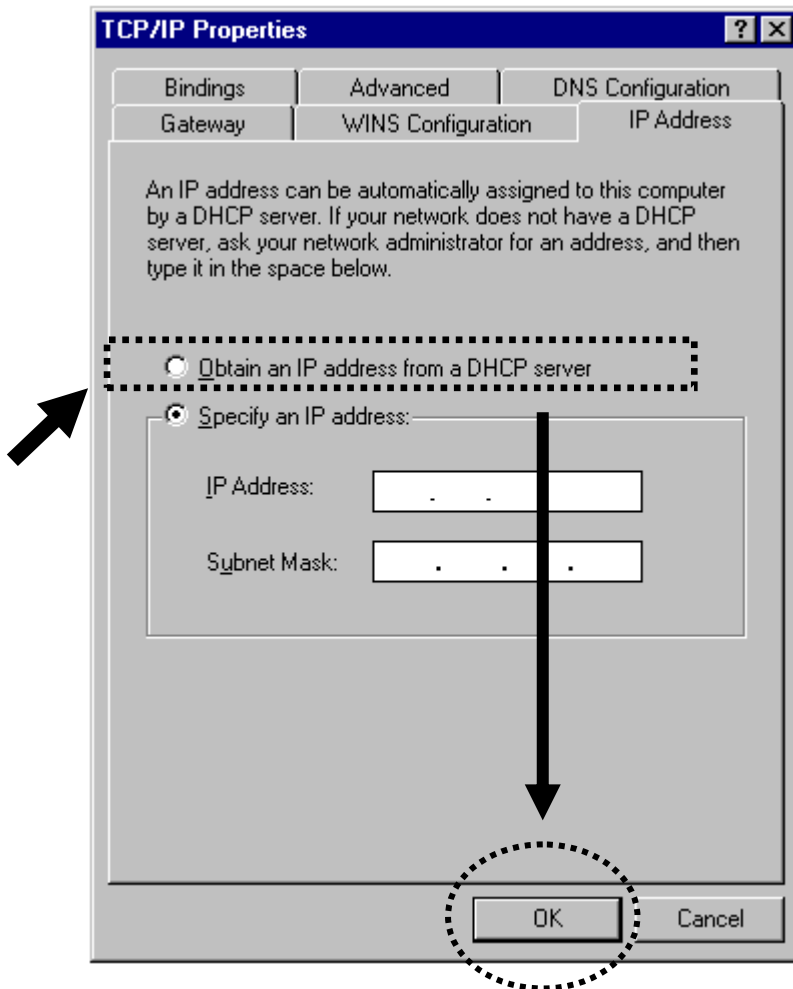 TCP/IP Properties
Bindings
Advanced
DNS Configuration
Gateway
WINS Configuration
IP Address
An IP address can be automatically assigned to this computer
by a DHCP server. If your network does not have a DHCP
server, ask your network administrator for an address, and then
type it in the space below.
Obtain an IP address from a DHCP server
Specify an IP address:
IP Address:
Subnet Mask:
OK
Cancel